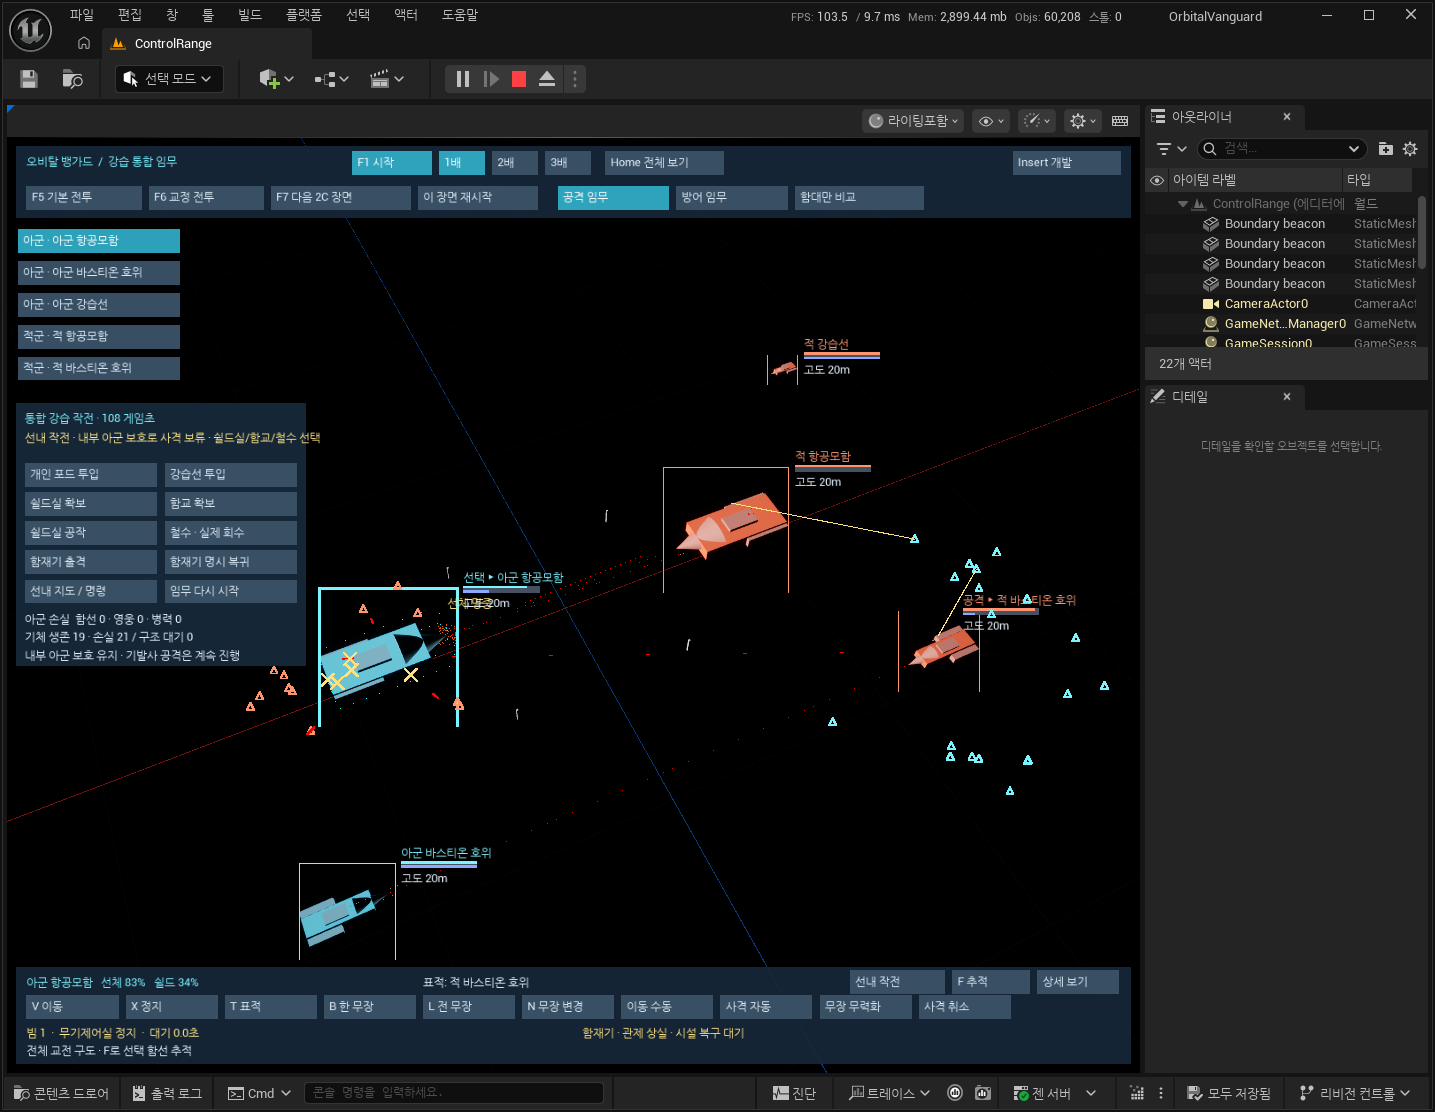 파일 편집 창 툴 빌드 플랫폼 선택 액터 도움말
FPS: 103.5 / 9.7 ms Mem: 2,899.44 mb Objs: 60,208 스톨: 0
OrbitalVanguard
ControlRange
선택 모드
라이팅포함
오비탈 뱅가드 / 강습 통합 임무
F1 시작 1배 2배 3배 Home 전체 보기 Insert 개발
F5 기본 전투 F6 교정 전투 F7 다음 2C 장면 이 장면 재시작 공격 임무 방어 임무 함대만 비교
아군 · 아군 항공모함
아군 · 아군 바스티온 호위
아군 · 아군 강습선
적군 · 적 항공모함
적군 · 적 바스티온 호위
통합 강습 작전 · 108 게임초
선내 작전 · 내부 아군 보호로 사격 보류 · 쉴드실/함교/철수 선택
개인 포드 투입 강습선 투입
쉴드실 확보 함교 확보
쉴드실 공작 철수 · 실제 회수
함재기 출격 함재기 명시 복귀
선내 지도 / 명령 임무 다시 시작
아군 손실 함선 0 · 영웅 0 · 병력 0
기체 생존 19 · 손실 21 / 구조 대기 0
내부 아군 보호 유지 · 기발사 공격은 계속 진행
적 강습선
고도 20m
적 항공모함
고도 20m
선택 ▸ 아군 항공모함
고도 20m
공격 ▸ 적 바스티온 호위
고도 20m
아군 바스티온 호위
고도 20m
아군 항공모함 선체 83% 쉴드 34%
표적: 적 바스티온 호위
선내 작전 F 추적 상세 보기
V 이동 X 정지 T 표적 B 한 무장 L 전 무장 N 무장 변경 이동 수동 사격 자동 무장 무력화 사격 취소
빔 1 · 무기제어실 정지 · 대기 0.0초
함재기 · 관제 상실 · 시설 복구 대기
전체 교전 구도 · F로 선택 함선 추적
아웃라이너
검색...
아이템 라벨 타입
ControlRange (에디터에 월드
Boundary beacon StaticMesh
Boundary beacon StaticMesh
Boundary beacon StaticMesh
Boundary beacon StaticMesh
CameraActor0 CameraAct
GameNet...Manager0 GameNetw
GameSession0 GameSess
22개 액터
디테일
디테일을 확인할 오브젝트를 선택합니다.
콘텐츠 드로어 출력 로그 Cmd 콘솔 명령을 입력하세요. 진단 트레이스 젠 서버 모두 저장됨 리비전 컨트롤